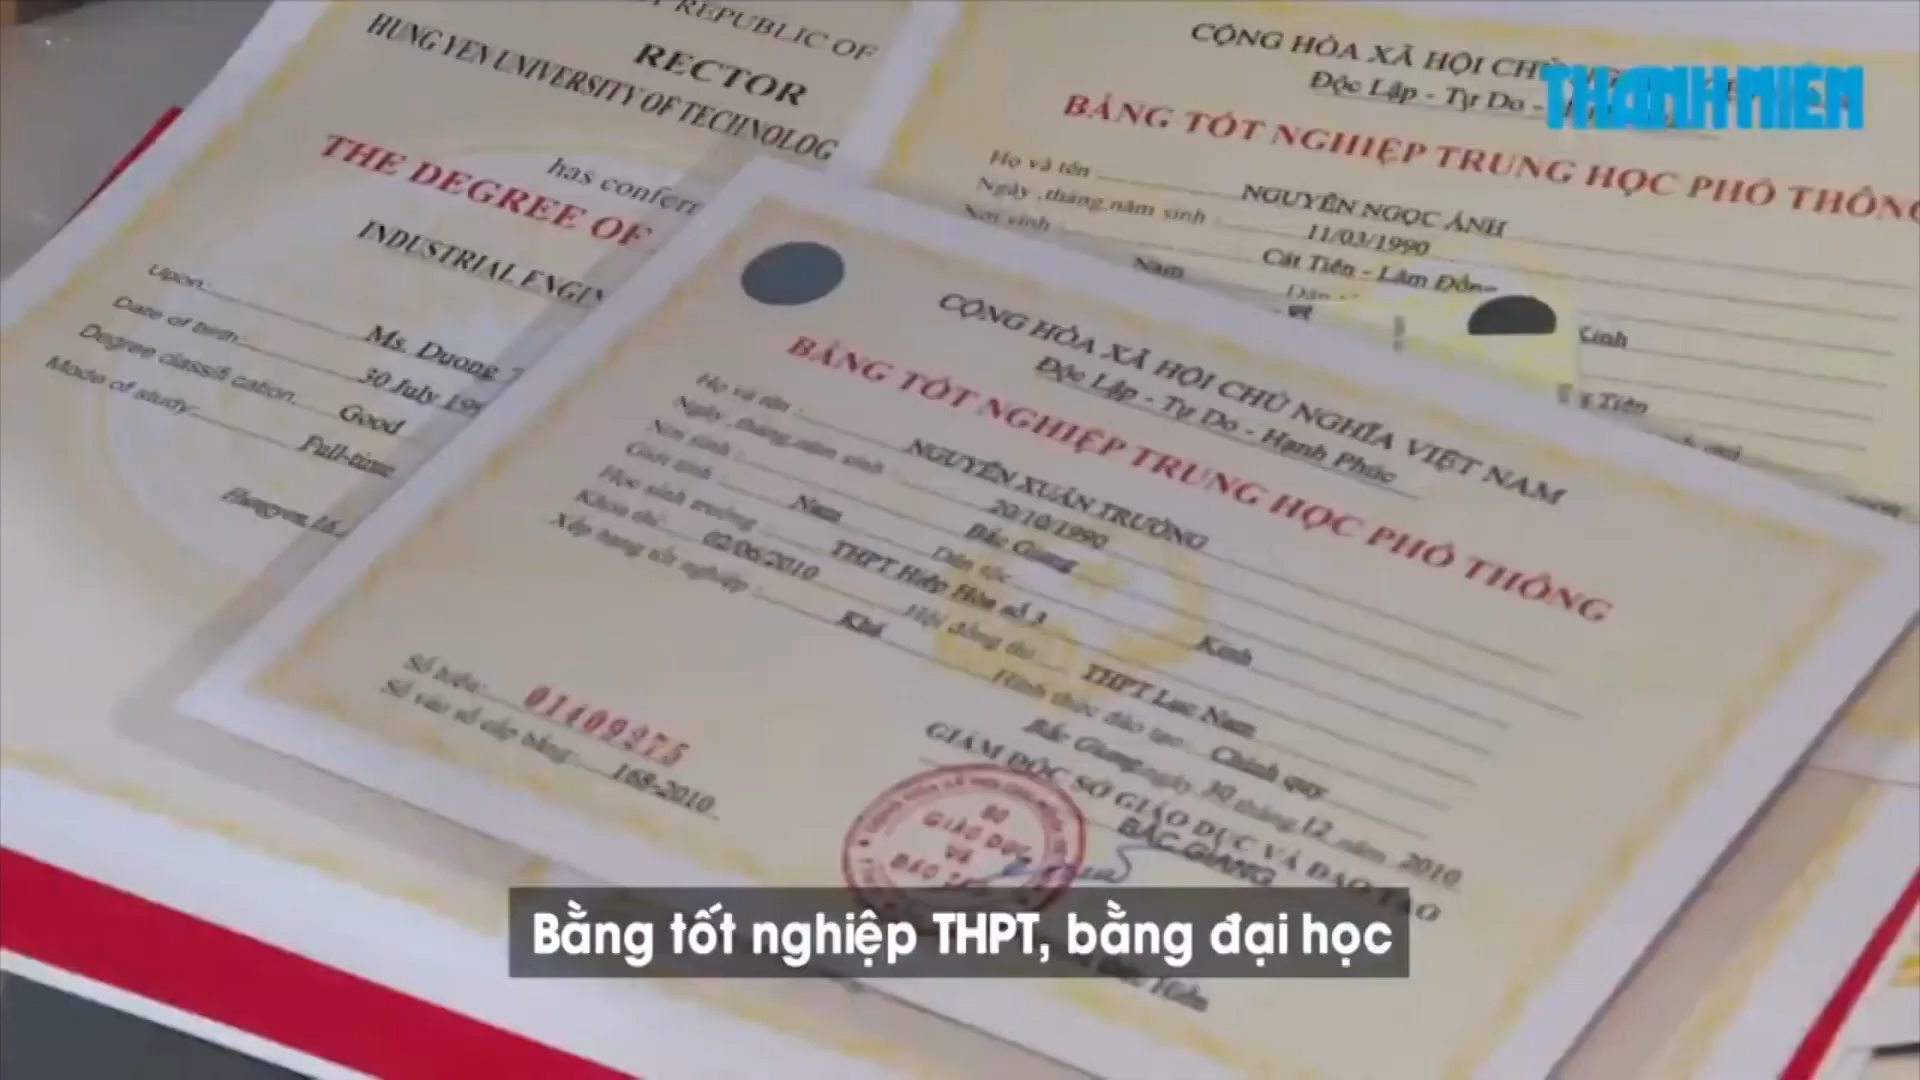 REPUBLIC OF
RECTOR
HUNG YEN UNIVERSITY OF TECHNOLOG
has conferr
THE DEGREE OF
INDUSTRIAL ENGIN
Upon:
Ms. Duong
Date of birth:
30 July 199
Degree classification:
Good
Mode of study:
Full-time
Hungyen, 16
CỘNG HÒA XÃ HỘI CHỦ
Độc Lập - Tự Do -
THANH NIÊN
BẰNG TỐT NGHIỆP TRUNG HỌC PHỔ THÔNG
Họ và tên
NGUYỄN NGỌC ÁNH
Ngày ,tháng,năm sinh :
11/03/1990
Nơi sinh
Cát Tiên - Lâm Đồng
Nam
Kinh
Tiên
CỘNG HÒA XÃ HỘI CHỦ NGHĨA VIỆT NAM
Độc Lập - Tự Do - Hạnh Phúc
BẰNG TỐT NGHIỆP TRUNG HỌC PHỔ THÔNG
Họ và tên :
NGUYỄN XUÂN TRƯỜNG
Ngày ,tháng,năm sinh :
20/10/1990
Nơi sinh :
Bắc Giang
Giới tính :
Nam
Dân tộc
Kinh
Học sinh trường :
THPT Hiệp Hòa số 3
Khóa thi:
02/06/2010
Hội đồng thi
THPT Lục Nam
Xếp hạng tốt nghiệp :
Khá
Hình thức đào tạo :
Chính quy
Bắc Giang,ngày 30 tháng 12 năm 2010
GIÁM ĐỐC SỞ GIÁO DỤC VÀ ĐÀO TẠO
BẮC GIANG
Số hiệu:
01409275
Số vào sổ cấp bằng:
168-2010
BỘ
GIÁO DỤC
VÀ
ĐÀO
Bằng tốt nghiệp THPT, bằng đại học